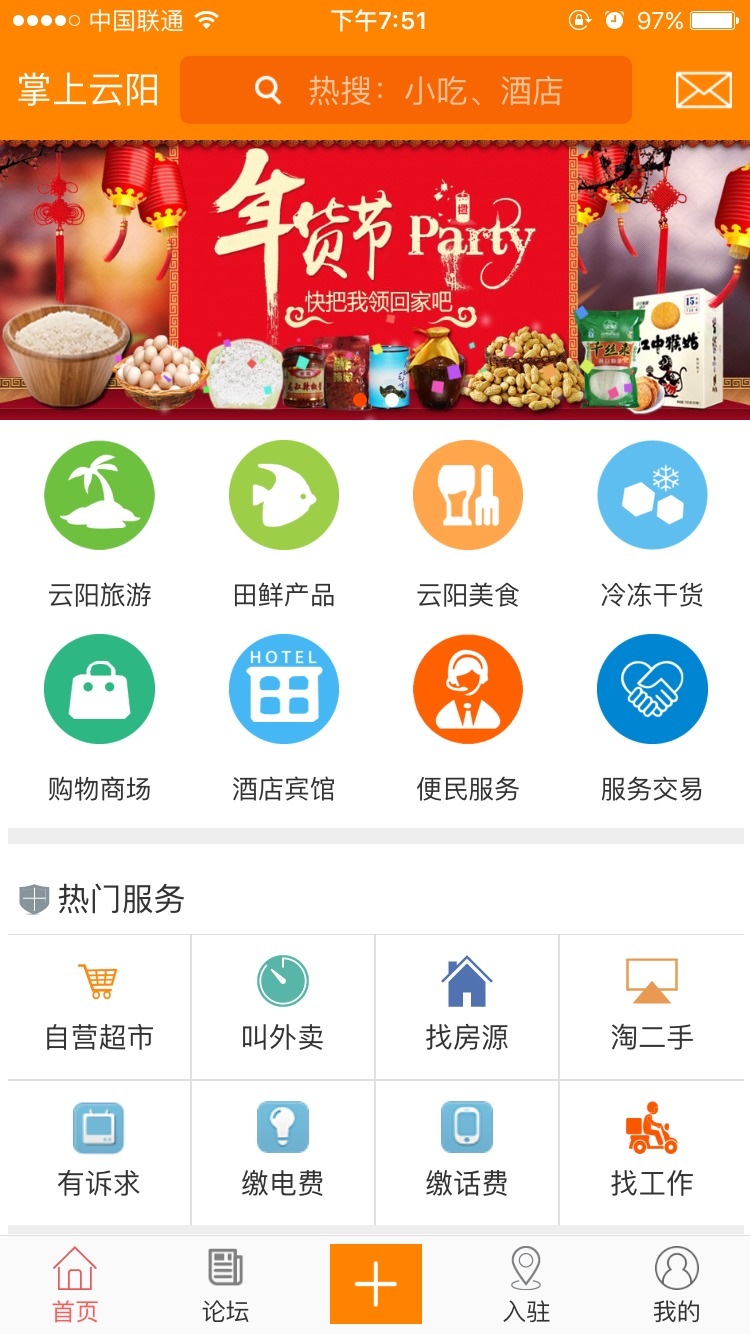 中国联通 下午7:51 97%
掌上云阳 热搜：小吃、酒店
年货节 Party
快把我领回家吧
云阳旅游 田鲜产品 云阳美食 冷冻干货
HOTEL
购物商场 酒店宾馆 便民服务 服务交易
热门服务
自营超市 叫外卖 找房源 淘二手
有诉求 缴电费 缴话费 找工作
首页 论坛 入驻 我的